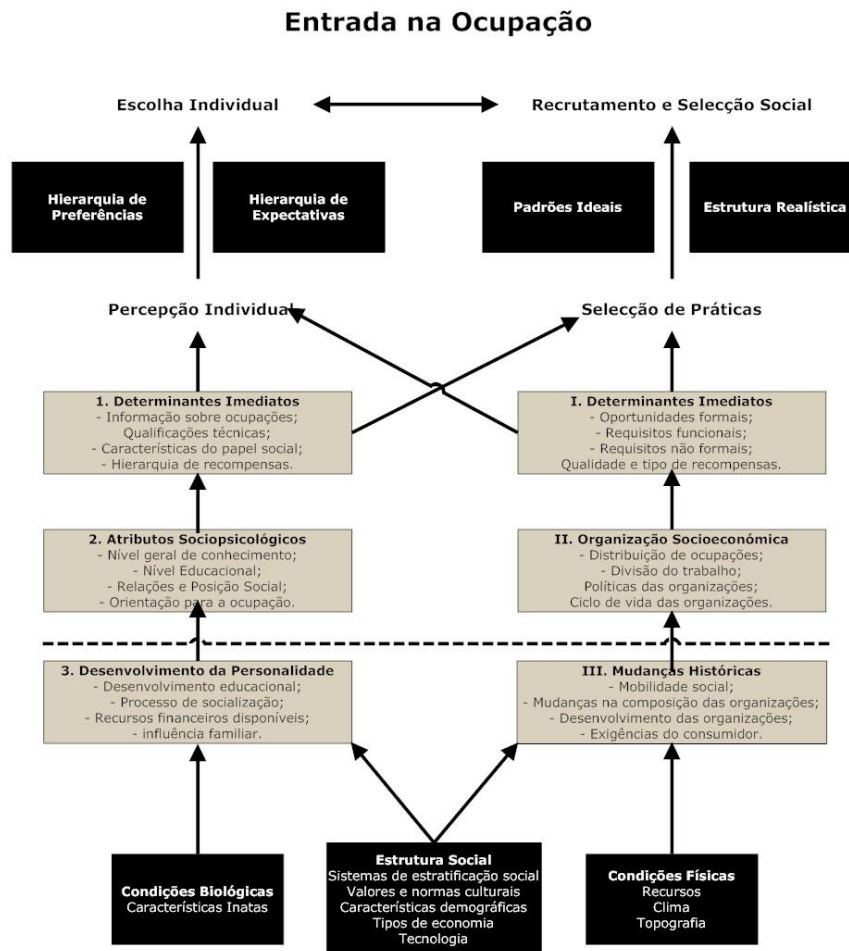 Entrada na Ocupação
Escolha Individual
Recrutamento e Selecção Social
Hierarquia de
Preferências
Hierarquia de
Expectativas
Padrões Ideais
Estrutura Realística
Percepção Individual
Selecção de Práticas
1. Determinantes Imediatos
- Informação sobre ocupações;
Qualificações técnicas;
- Características do papel social;
- Hierarquia de recompensas.
I. Determinantes Imediatos
- Oportunidades formais;
- Requisitos funcionais;
- Requisitos não formais;
Qualidade e tipo de recompensas.
2. Atributos Sociopsicológicos
- Nível geral de conhecimento;
- Nível Educacional;
- Relações e Posição Social;
- Orientação para a ocupação.
II. Organização Socioeconómica
- Distribuição de ocupações;
- Divisão do trabalho;
Políticas das organizações;
Ciclo de vida das organizações.
3. Desenvolvimento da Personalidade
- Desenvolvimento educacional;
- Processo de socialização;
- Recursos financeiros disponíveis;
- influência familiar.
III. Mudanças Históricas
- Mobilidade social;
- Mudanças na composição das organizações;
- Desenvolvimento das organizações;
- Exigências do consumidor.
Condições Biológicas
Características Inatas
Estrutura Social
Sistemas de estratificação social
Valores e normas culturais
Características demográficas
Tipos de economia
Tecnologia
Condições Físicas
Recursos
Clima
Topografia